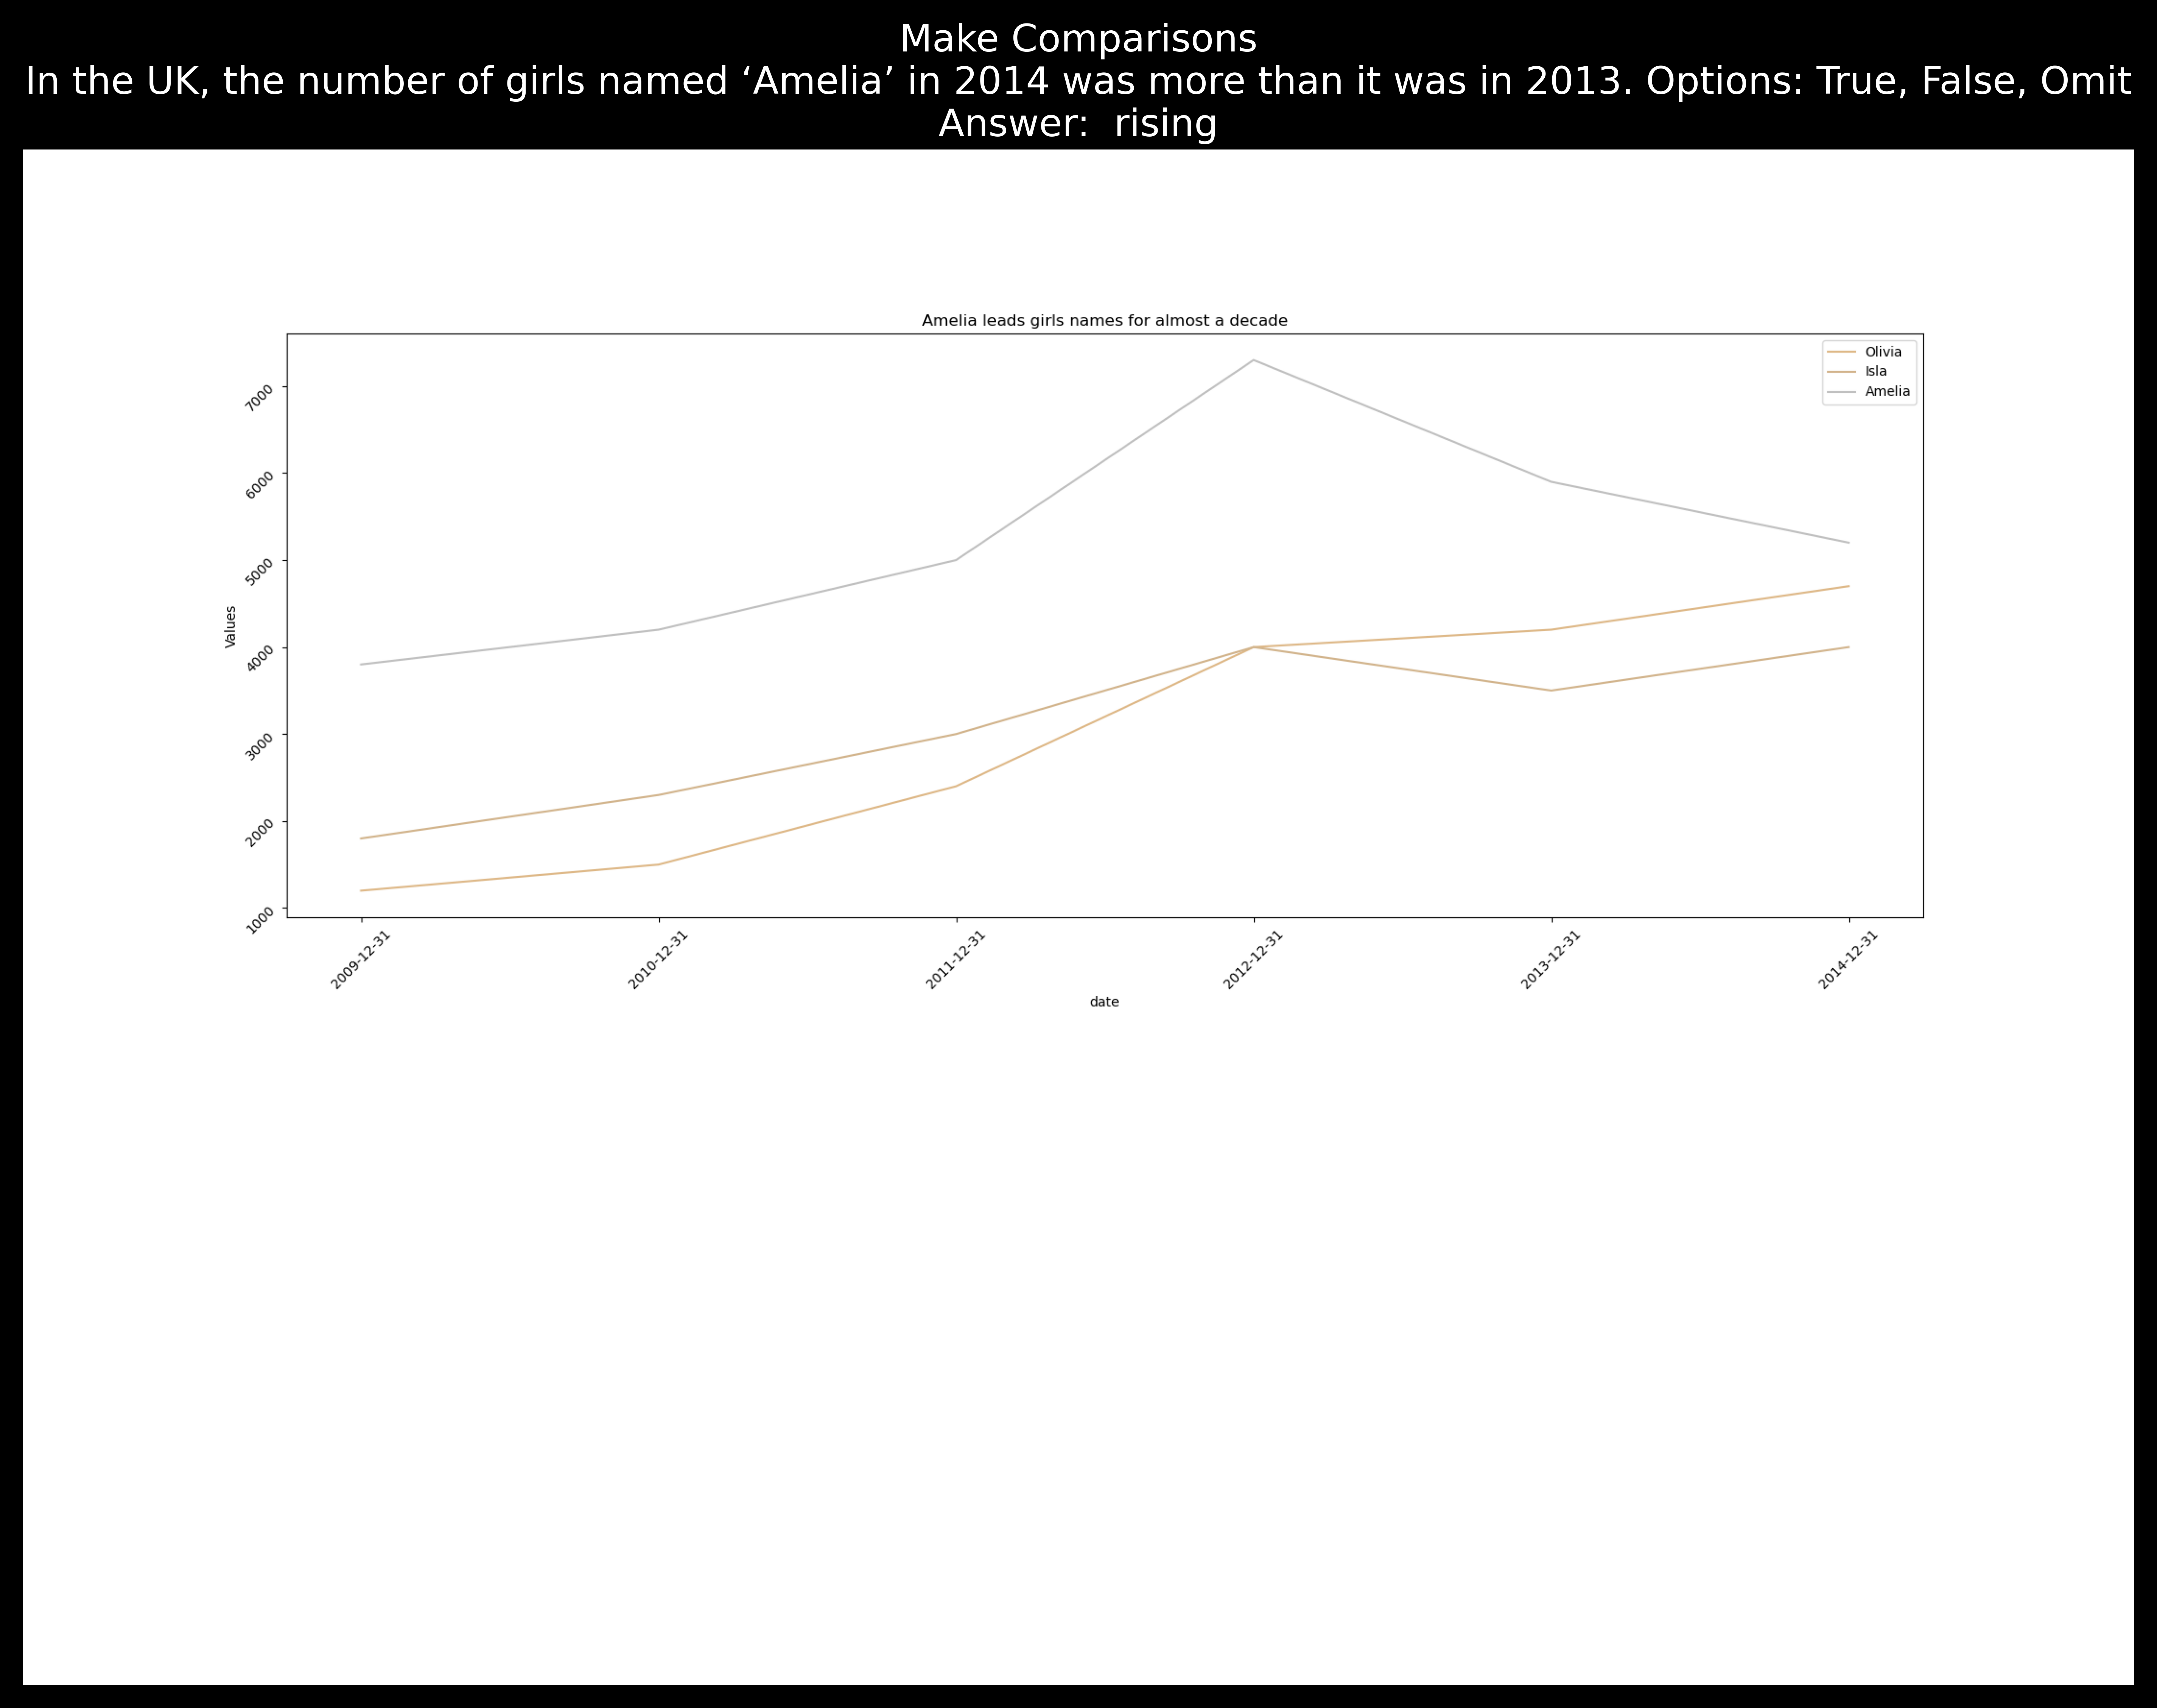 Make Comparisons
In the UK, the number of girls named ‘Amelia’ in 2014 was more than it was in 2013. Options: True, False, Omit
Answer:  rising
Amelia leads girls names for almost a decade
Olivia
Isla
Amelia
7000
6000
5000
4000
3000
2000
1000
Values
2009-12-31
2010-12-31
2011-12-31
2012-12-31
2013-12-31
2014-12-31
date